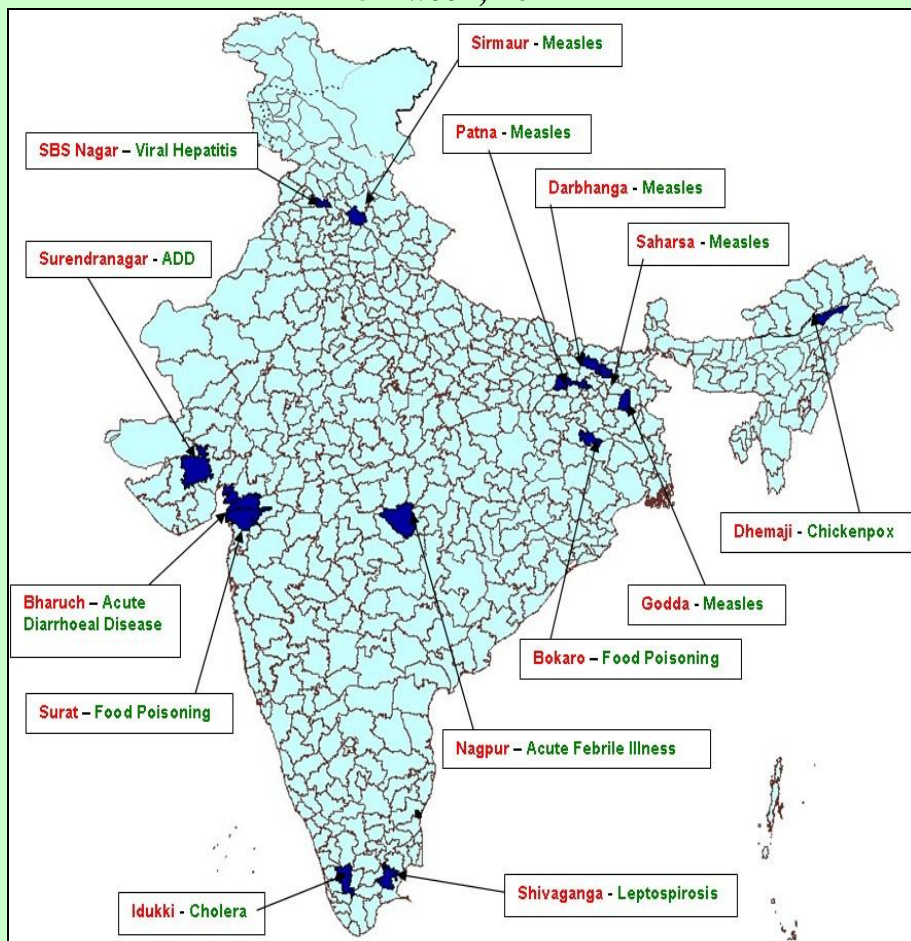 Sirmaur - Measles
Patna - Measles
SBS Nagar – Viral Hepatitis
Darbhanga - Measles
Saharsa - Measles
Surendranagar - ADD
Dhemaji - Chickenpox
Bharuch – Acute
Diarrhoeal Disease
Godda - Measles
Bokaro – Food Poisoning
Surat – Food Poisoning
Nagpur – Acute Febrile Illness
Shivaganga - Leptospirosis
Idukki - Cholera